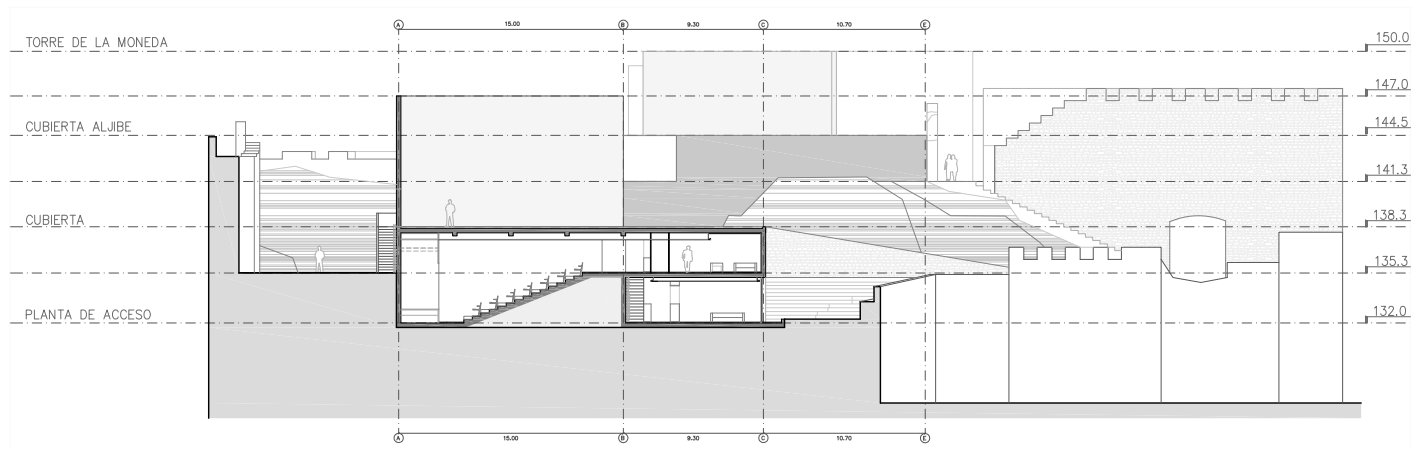 A 15.00 B 9.30 C 10.70 E
TORRE DE LA MONEDA 150.0
147.0
CUBIERTA ALJIBE 144.5
141.3
CUBIERTA 138.3
135.3
PLANTA DE ACCESO 132.0
A 15.00 B 9.30 C 10.70 E